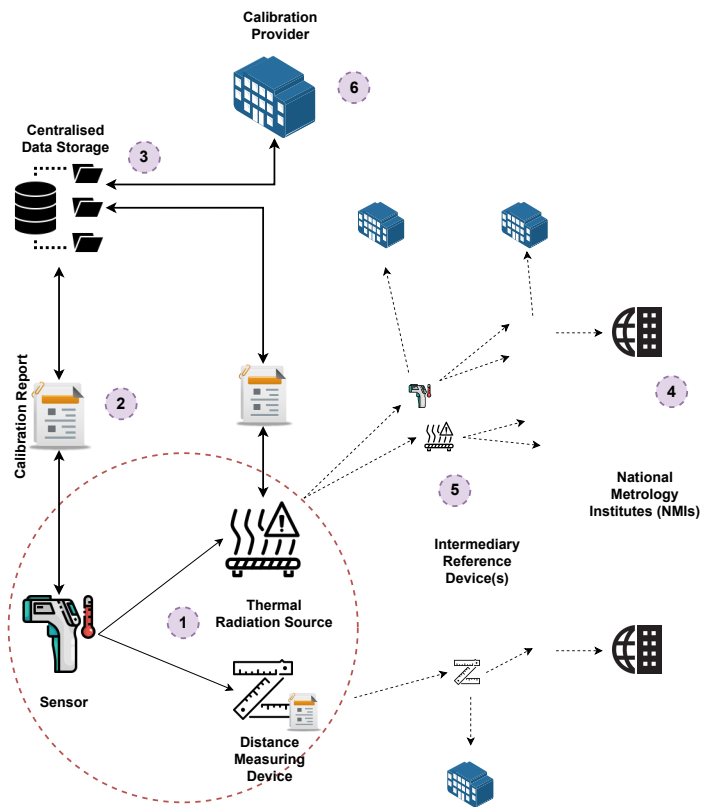 Calibration
Provider
6
Centralised
Data Storage
3
Calibration Report
2
4
National
Metrology
Institutes (NMIs)
5
Intermediary
Reference
Device(s)
1
Thermal
Radiation Source
Sensor
Distance
Measuring
Device